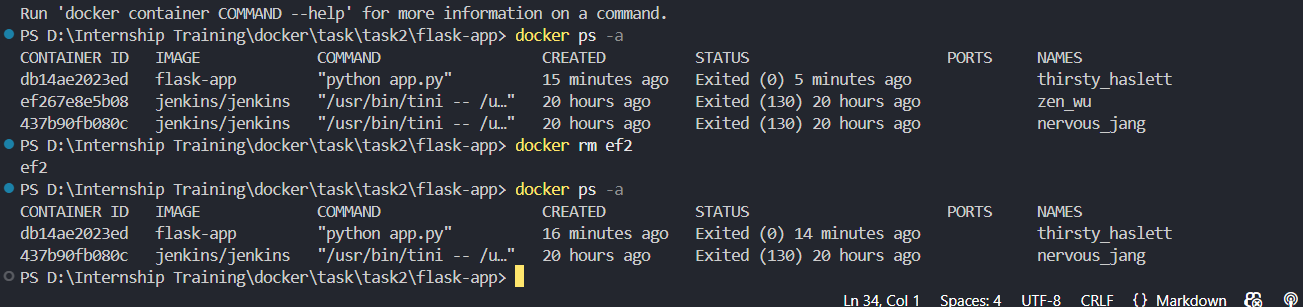 Run 'docker container COMMAND --help' for more information on a command.
PS D:\Internship Training\docker\task\task2\flask-app> docker ps -a
CONTAINER ID   IMAGE             COMMAND                  CREATED          STATUS                      PORTS     NAMES
db14ae2023ed   flask-app         "python app.py"          15 minutes ago   Exited (0) 5 minutes ago              thirsty_haslett
ef267e8e5b08   jenkins/jenkins   "/usr/bin/tini -- /u…"   20 hours ago     Exited (130) 20 hours ago             zen_wu
437b90fb080c   jenkins/jenkins   "/usr/bin/tini -- /u…"   20 hours ago     Exited (130) 20 hours ago             nervous_jang
PS D:\Internship Training\docker\task\task2\flask-app> docker rm ef2
ef2
PS D:\Internship Training\docker\task\task2\flask-app> docker ps -a
CONTAINER ID   IMAGE             COMMAND                  CREATED          STATUS                      PORTS     NAMES
db14ae2023ed   flask-app         "python app.py"          16 minutes ago   Exited (0) 14 minutes ago             thirsty_haslett
437b90fb080c   jenkins/jenkins   "/usr/bin/tini -- /u…"   20 hours ago     Exited (130) 20 hours ago             nervous_jang
PS D:\Internship Training\docker\task\task2\flask-app>
Ln 34, Col 1   Spaces: 4   UTF-8   CRLF   {} Markdown